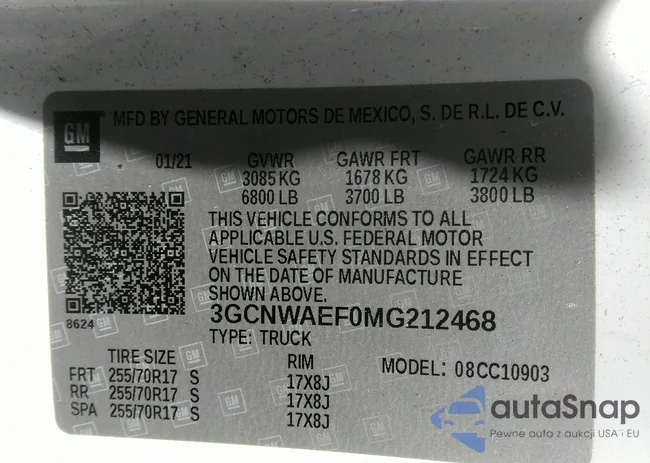 GM MFD BY GENERAL MOTORS DE MEXICO, S. DE R.L. DE C.V.
01/21 GVWR GAWR FRT GAWR RR
3085 KG 1678 KG 1724 KG
6800 LB 3700 LB 3800 LB
THIS VEHICLE CONFORMS TO ALL
APPLICABLE U.S. FEDERAL MOTOR
VEHICLE SAFETY STANDARDS IN EFFECT
ON THE DATE OF MANUFACTURE
SHOWN ABOVE.
8624
3GCNWAEF0MG212468
TYPE: TRUCK
TIRE SIZE RIM MODEL: 08CC10903
FRT 255/70R17 S 17X8J
RR 255/70R17 S 17X8J
SPA 255/70R17 S 17X8J
autaSnap
Pewne auta z aukcji USA i EU